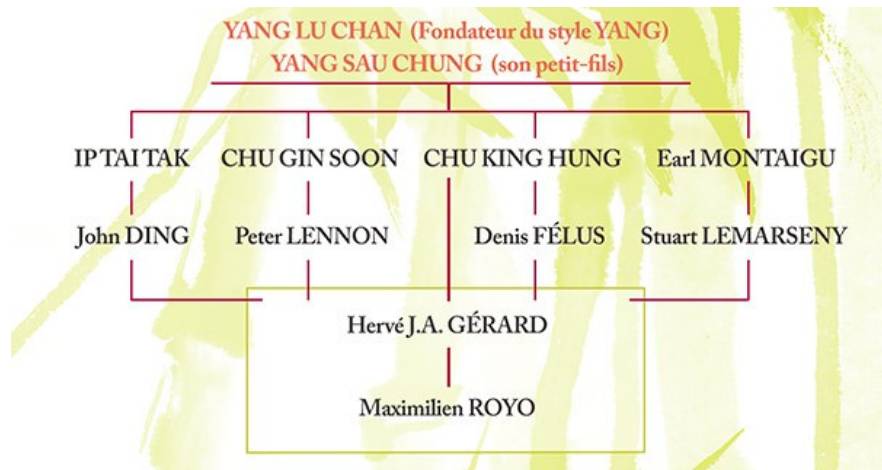 YANG LU CHAN (Fondateur du style YANG)
YANG SAU CHUNG (son petit-fils)
IP TAI TAK CHU GIN SOON CHU KING HUNG Earl MONTAIGU
John DING Peter LENNON Denis FÉLUS Stuart LEMARSENY
Hervé J.A. GÉRARD
Maximilien ROYO